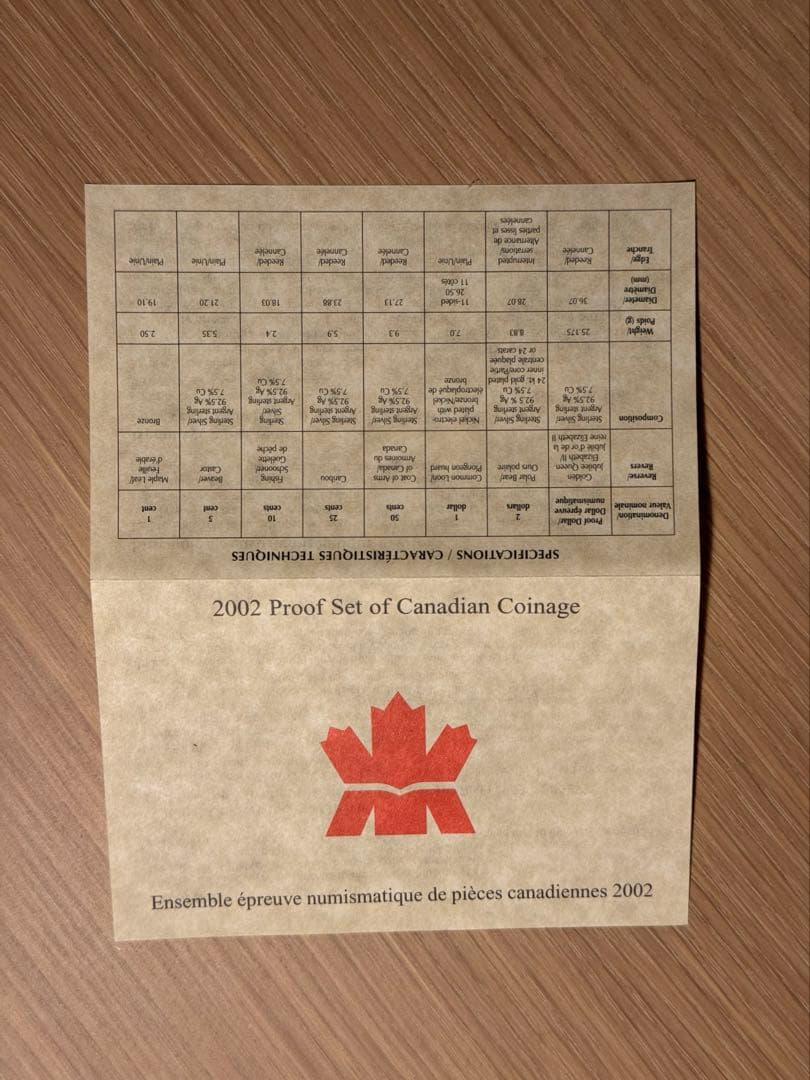 2002 Proof Set of Canadian Coinage
Ensemble épreuve numismatique de pièces canadiennes 2002
SPECIFICATIONS / CARACTÉRISTIQUES TECHNIQUES
Denomination/
Valeur nominale
Proof Dollar/
Dollar épreuve
numismatique
2
dollars
1
dollar
50
cents
25
cents
10
cents
5
cent
1
cent
Reverse/
Revers
Golden
Jubilee Queen
Elizabeth II/
Jubilé d'or de la
reine Elizabeth II
Polar Bear/
Ours polaire
Common Loon/
Plongeon huard
Coat of Arms
of Canada/
Armoiries du
Canada
Caribou
Fishing
Schooner/
Goélette
de pêche
Beaver/
Castor
Maple Leaf/
Feuille
d'érable
Composition
Sterling Silver/
Argent sterling
92.5% Ag
7.5% Cu
Sterling Silver/
Argent sterling
92.5 % Ag
7.5% Cu
24 kt. gold plated
inner core/Partie
centrale plaquée
or 24 carats
Nickel electro-
plated with
bronze/Nickel
électroplaqué de
bronze
Sterling Silver/
Argent sterling
92.5% Ag
7.5% Cu
Sterling Silver/
Argent sterling
92.5% Ag
7.5% Cu
Sterling
Silver/
Argent sterling
92.5% Ag
7.5% Cu
Sterling Silver/
Argent sterling
92.5% Ag
7.5% Cu
Bronze
Weight/
Poids (g)
25.175
8.83
7.0
9.3
5.9
2.4
5.35
2.50
Diameter/
Diamètre
(mm)
36.07
28.07
11-sided
26.50
11 côtés
27.13
23.88
18.03
21.20
19.10
Edge/
Tranche
Reeded/
Cannelée
Interrupted
serrations/
Alternance de
parties lisses et
cannelées
Plain/Unie
Reeded/
Cannelée
Reeded/
Cannelée
Reeded/
Cannelée
Plain/Unie
Plain/Unie